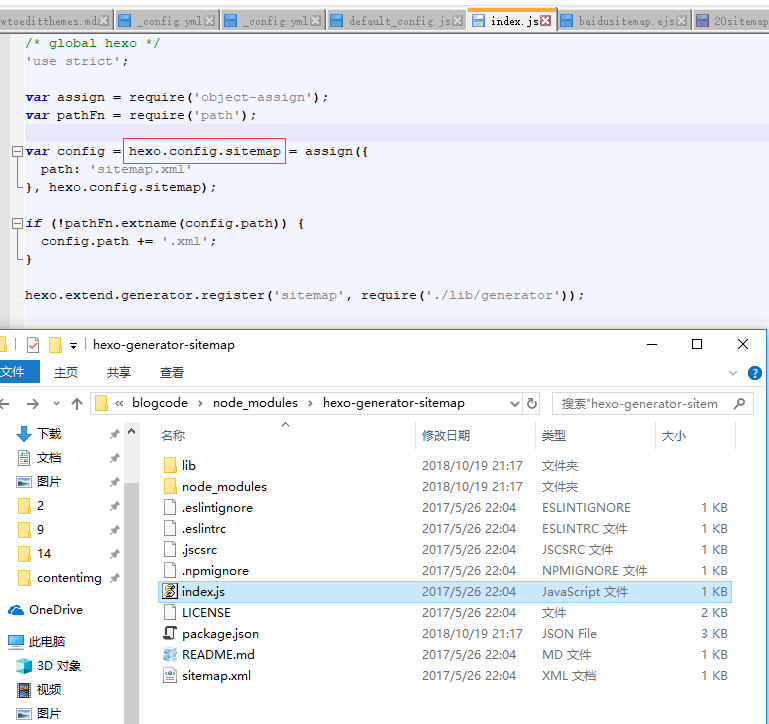 wtoeditthemes.md _config.yml _config.yml default_config.js index.js baidusitemap.ejs 20sitemap
/* global hexo */
'use strict';
var assign = require('object-assign');
var pathFn = require('path');
var config = hexo.config.sitemap = assign({
path: 'sitemap.xml'
}, hexo.config.sitemap);
if (!pathFn.extname(config.path)) {
config.path += '.xml';
}
hexo.extend.generator.register('sitemap', require('./lib/generator'));
hexo-generator-sitemap
文件 主页 共享 查看
« blogcode › node_modules › hexo-generator-sitemap 搜索"hexo-generator-sitem
名称 修改日期 类型 大小
下载
文档
图片
2
9
14
contentimg
OneDrive
此电脑
3D 对象
视频
图片
lib 2018/10/19 21:17 文件夹
node_modules 2018/10/19 21:17 文件夹
.eslintignore 2017/5/26 22:04 ESLINTIGNORE 1 KB
.eslintrc 2017/5/26 22:04 ESLINTRC 文件 1 KB
.jscsrc 2017/5/26 22:04 JSCSRC 文件 1 KB
.npmignore 2017/5/26 22:04 NPMIGNORE 文件 1 KB
index.js 2017/5/26 22:04 JavaScript 文件 1 KB
LICENSE 2017/5/26 22:04 文件 2 KB
package.json 2018/10/19 21:17 JSON File 3 KB
README.md 2017/5/26 22:04 MD 文件 1 KB
sitemap.xml 2017/5/26 22:04 XML 文档 1 KB